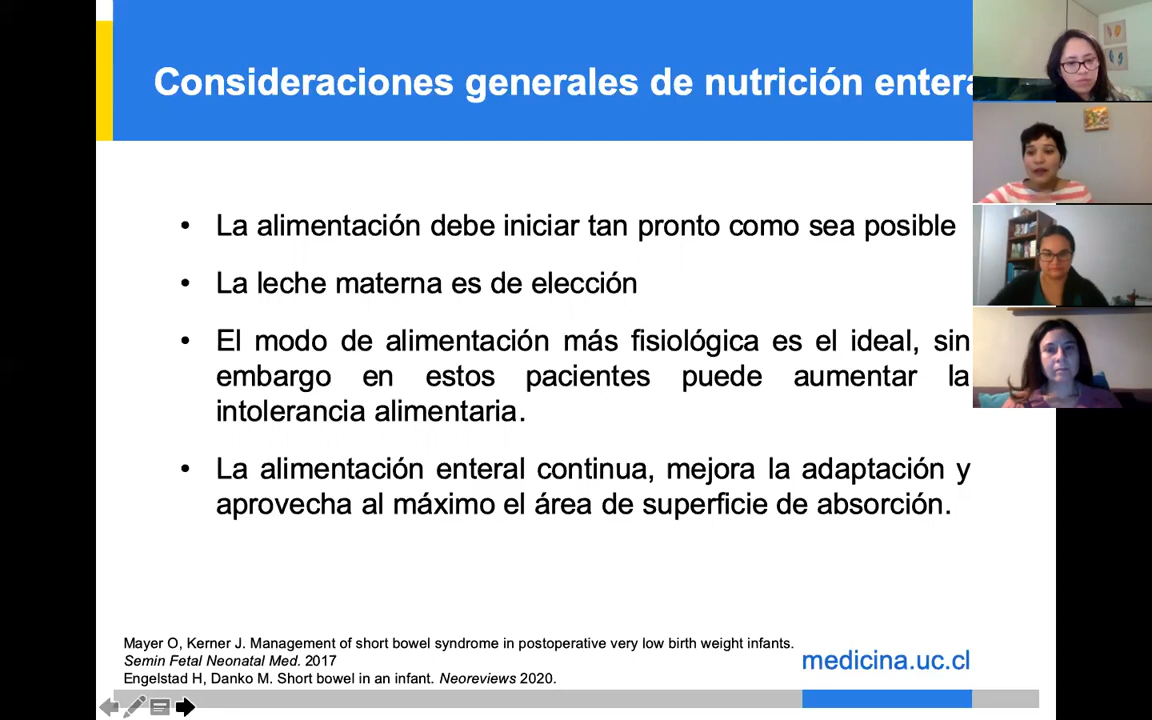 Consideraciones generales de nutrición entera
• La alimentación debe iniciar tan pronto como sea posible
• La leche materna es de elección
• El modo de alimentación más fisiológica es el ideal, sin
embargo en estos pacientes puede aumentar la
intolerancia alimentaria.
• La alimentación enteral continua, mejora la adaptación y
aprovecha al máximo el área de superficie de absorción.
Mayer O, Kerner J. Management of short bowel syndrome in postoperative very low birth weight infants.
Semin Fetal Neonatal Med. 2017
Engelstad H, Danko M. Short bowel in an infant. Neoreviews 2020.
medicina.uc.cl